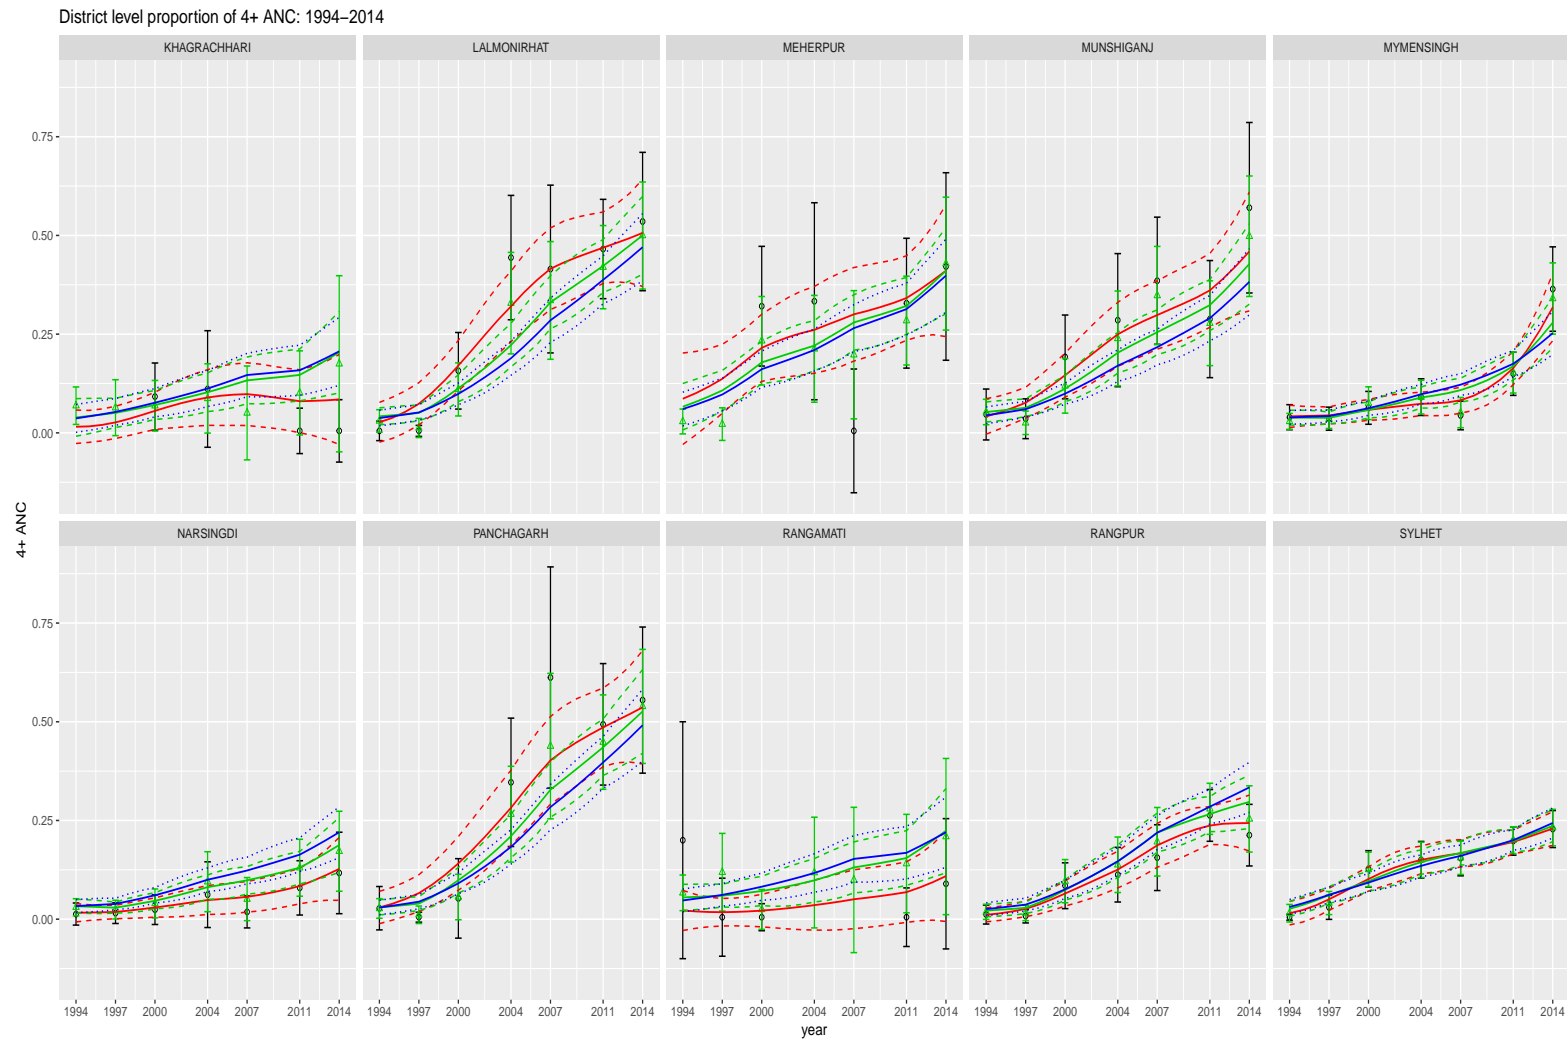 District level proportion of 4+ ANC: 1994−2014
KHAGRACHHARI LALMONIRHAT MEHERPUR MUNSHIGANJ MYMENSINGH
0.75
0.50
0.25
0.00
4+ ANC
NARSINGDI PANCHAGARH RANGAMATI RANGPUR SYLHET
0.75
0.50
0.25
0.00
1994 1997 2000 2004 2007 2011 2014 1994 1997 2000 2004 2007 2011 2014 1994 1997 2000 2004 2007 2011 2014 1994 1997 2000 2004 2007 2011 2014 1994 1997 2000 2004 2007 2011 2014
year